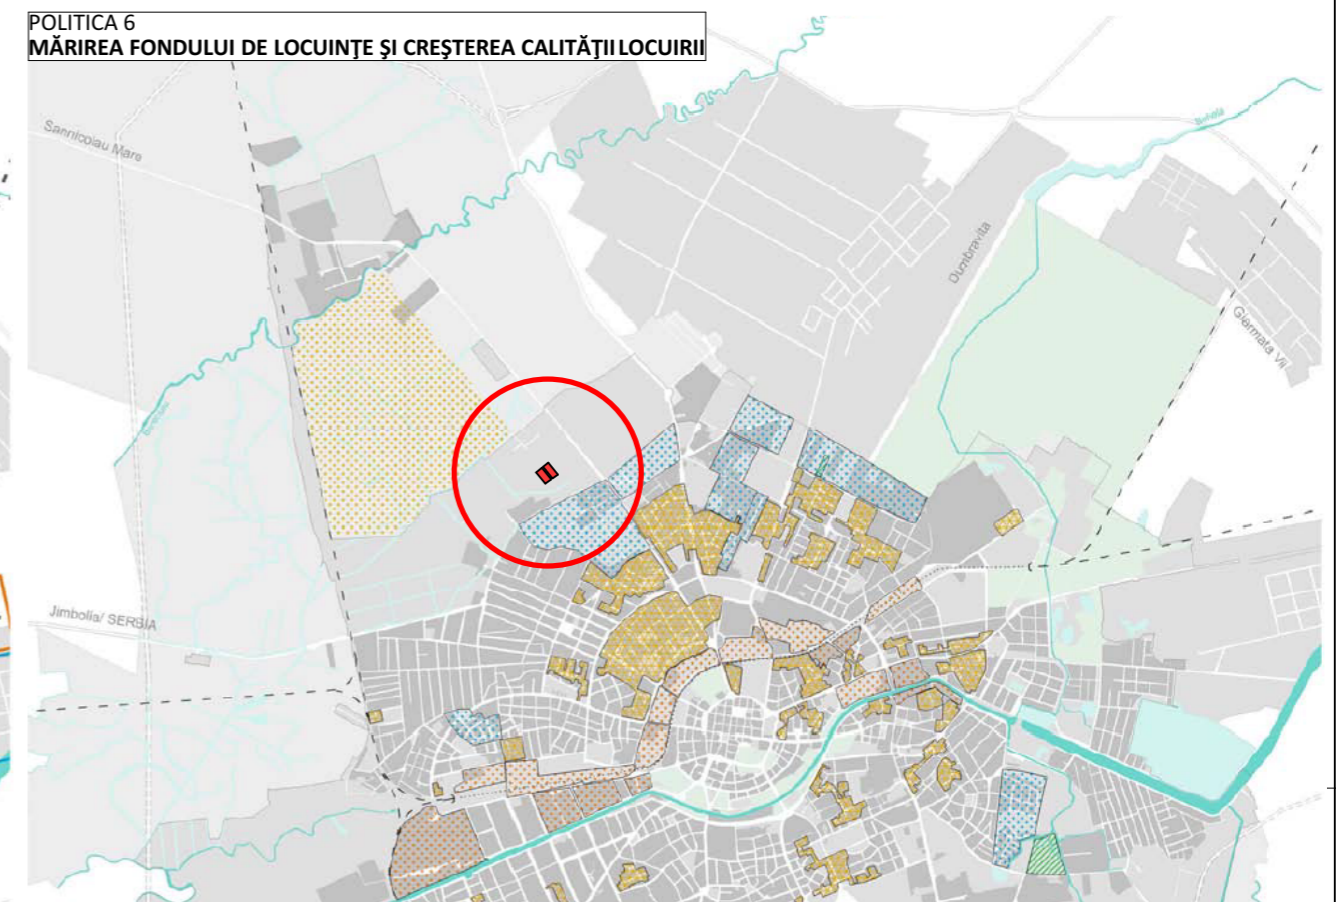 POLITICA 6
MĂRIREA FONDULUI DE LOCUINŢE ŞI CREŞTEREA CALITĂŢII LOCUIRII
Sannicolau Mare
Dumbravita
Giarmata Vii
Jimbolia/ SERBIA